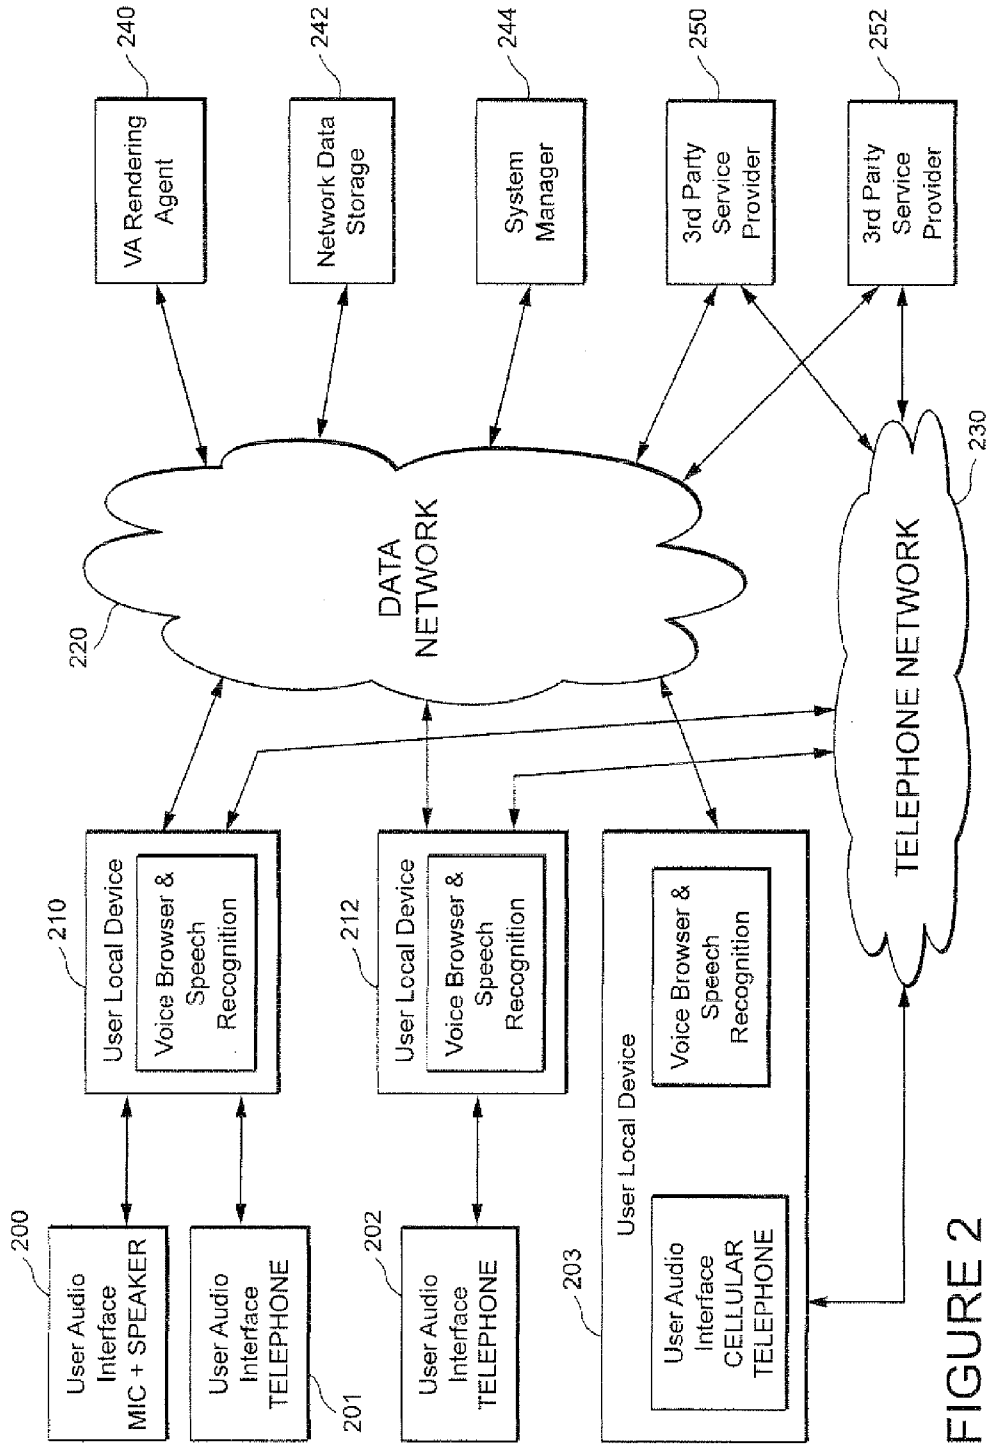 200
User Audio
Interface
MIC + SPEAKER
User Audio
Interface
TELEPHONE
201
202
User Audio
Interface
TELEPHONE
203
User Local Device
User Audio
Interface
CELLULAR
TELEPHONE
Voice Browser &
Speech
Recognition
210
User Local Device
Voice Browser &
Speech
Recognition
212
User Local Device
Voice Browser &
Speech
Recognition
220
DATA
NETWORK
TELEPHONE NETWORK
230
VA Rendering
Agent
240
Network Data
Storage
242
System
Manager
244
3rd Party
Service
Provider
250
3rd Party
Service
Provider
252
FIGURE 2